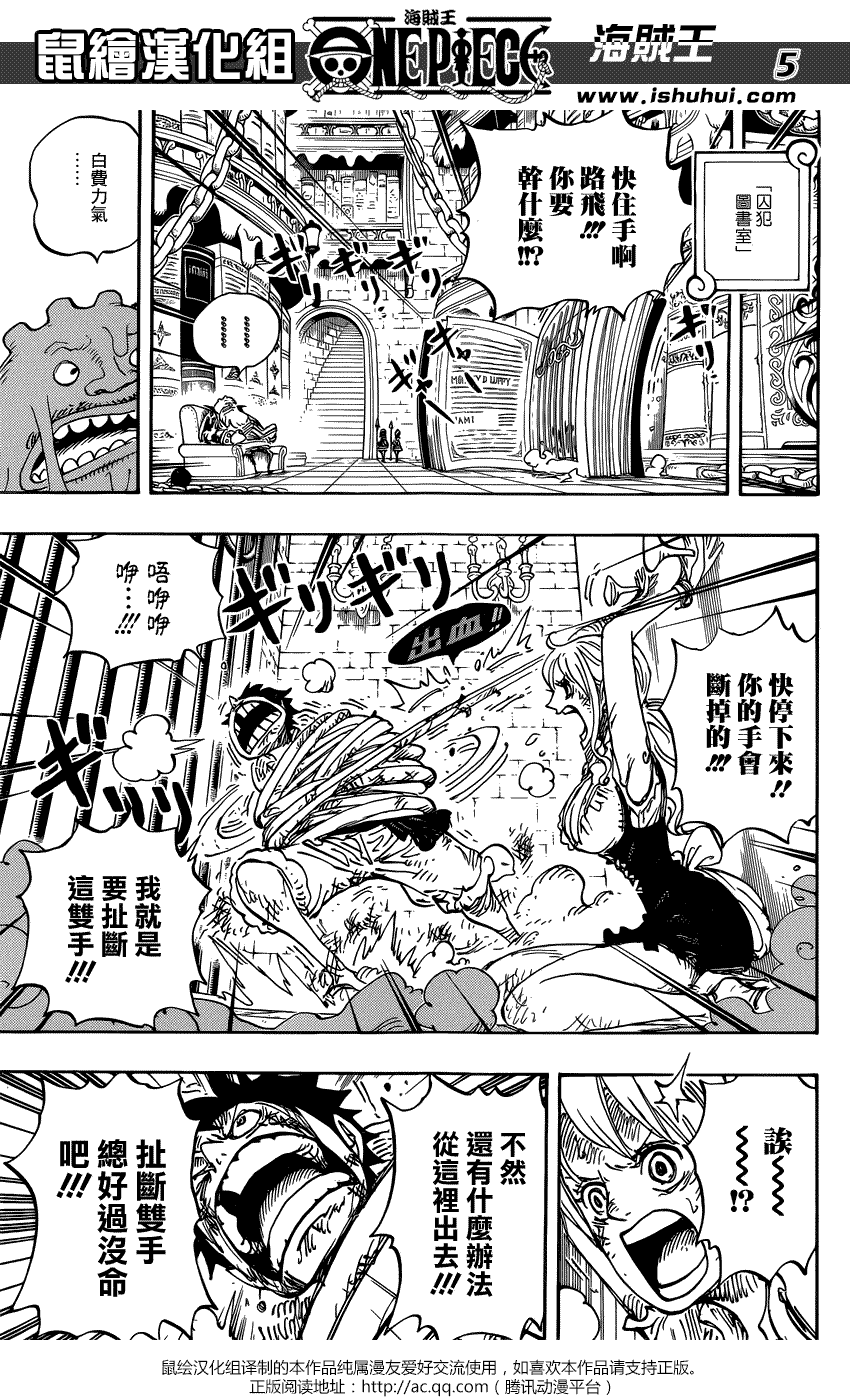 鼠繪漢化組
海賊王
ONE PIECE
海賊王
5
www.ishuhui.com
「囚犯
圖書室」
快住手啊
路飛!!!
你要
幹什麼!!?
ギリギリギリ
ギリ
MONKEY D LUFFY
NAMI
………
………
白費力氣
……
快停下來!!
你的手會
斷掉的!!!
出血!!
ギリギリ
唔咿咿
咿…!!!
ギリリ
我就是
要扯斷
這雙手!!!
誒~~~
~~~!?
不然
還有什麼辦法
從這裡出去!!!
扯斷雙手
總好過沒命
吧!!!
鼠绘汉化组译制的本作品纯属漫友爱好交流使用，如喜欢本作品请支持正版。
正版阅读地址：http://ac.qq.com（腾讯动漫平台）